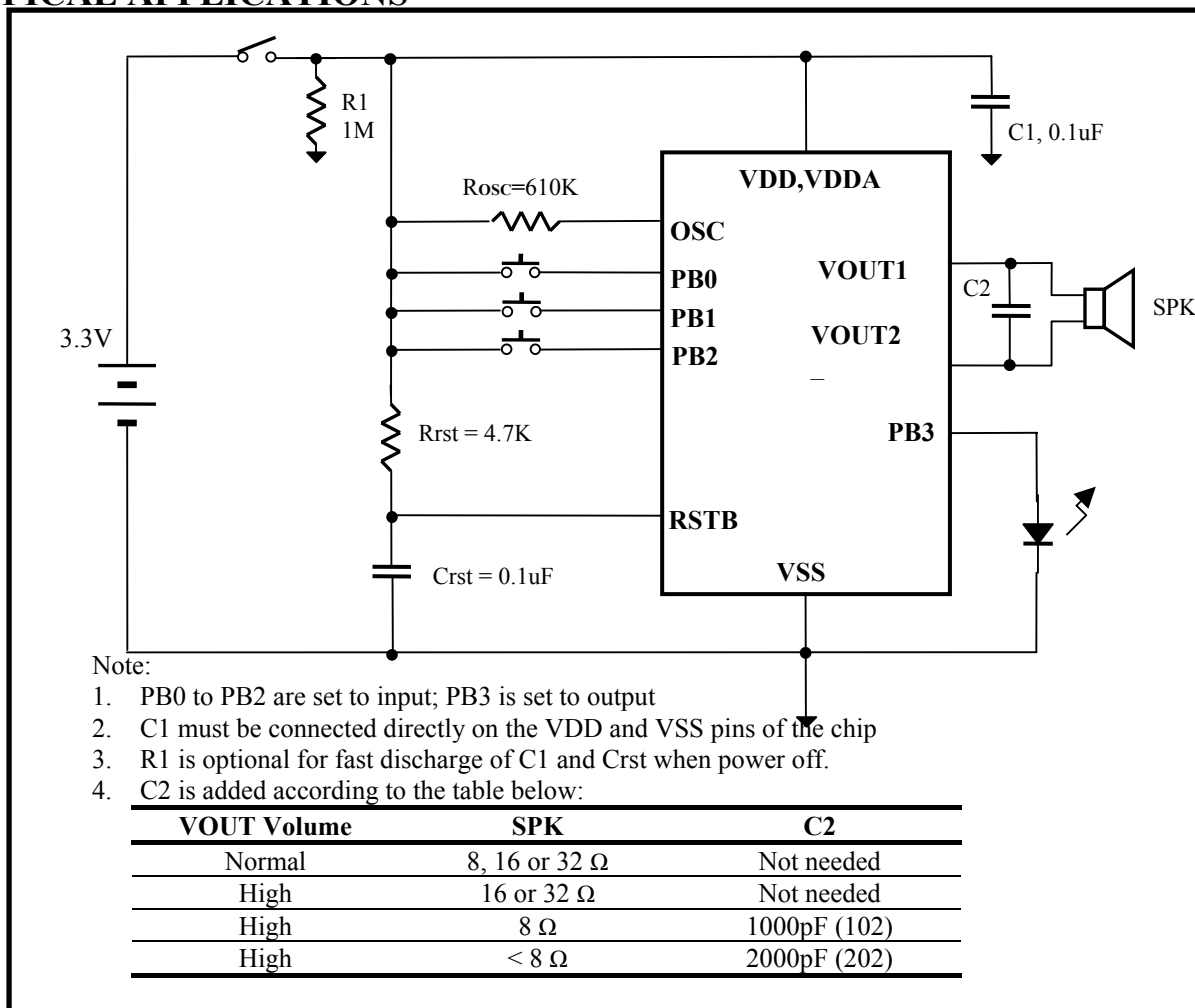 R1
1M
C1, 0.1uF
VDD,VDDA
Rosc=610K
OSC
PB0
VOUT1
C2
PB1
SPK
3.3V
VOUT2
PB2
Rrst = 4.7K
PB3
RSTB
Crst = 0.1uF
VSS
Note:
1. PB0 to PB2 are set to input; PB3 is set to output
2. C1 must be connected directly on the VDD and VSS pins of the chip
3. R1 is optional for fast discharge of C1 and Crst when power off.
4. C2 is added according to the table below:
VOUT Volume SPK C2
Normal 8, 16 or 32 Ω Not needed
High 16 or 32 Ω Not needed
High 8 Ω 1000pF (102)
High < 8 Ω 2000pF (202)